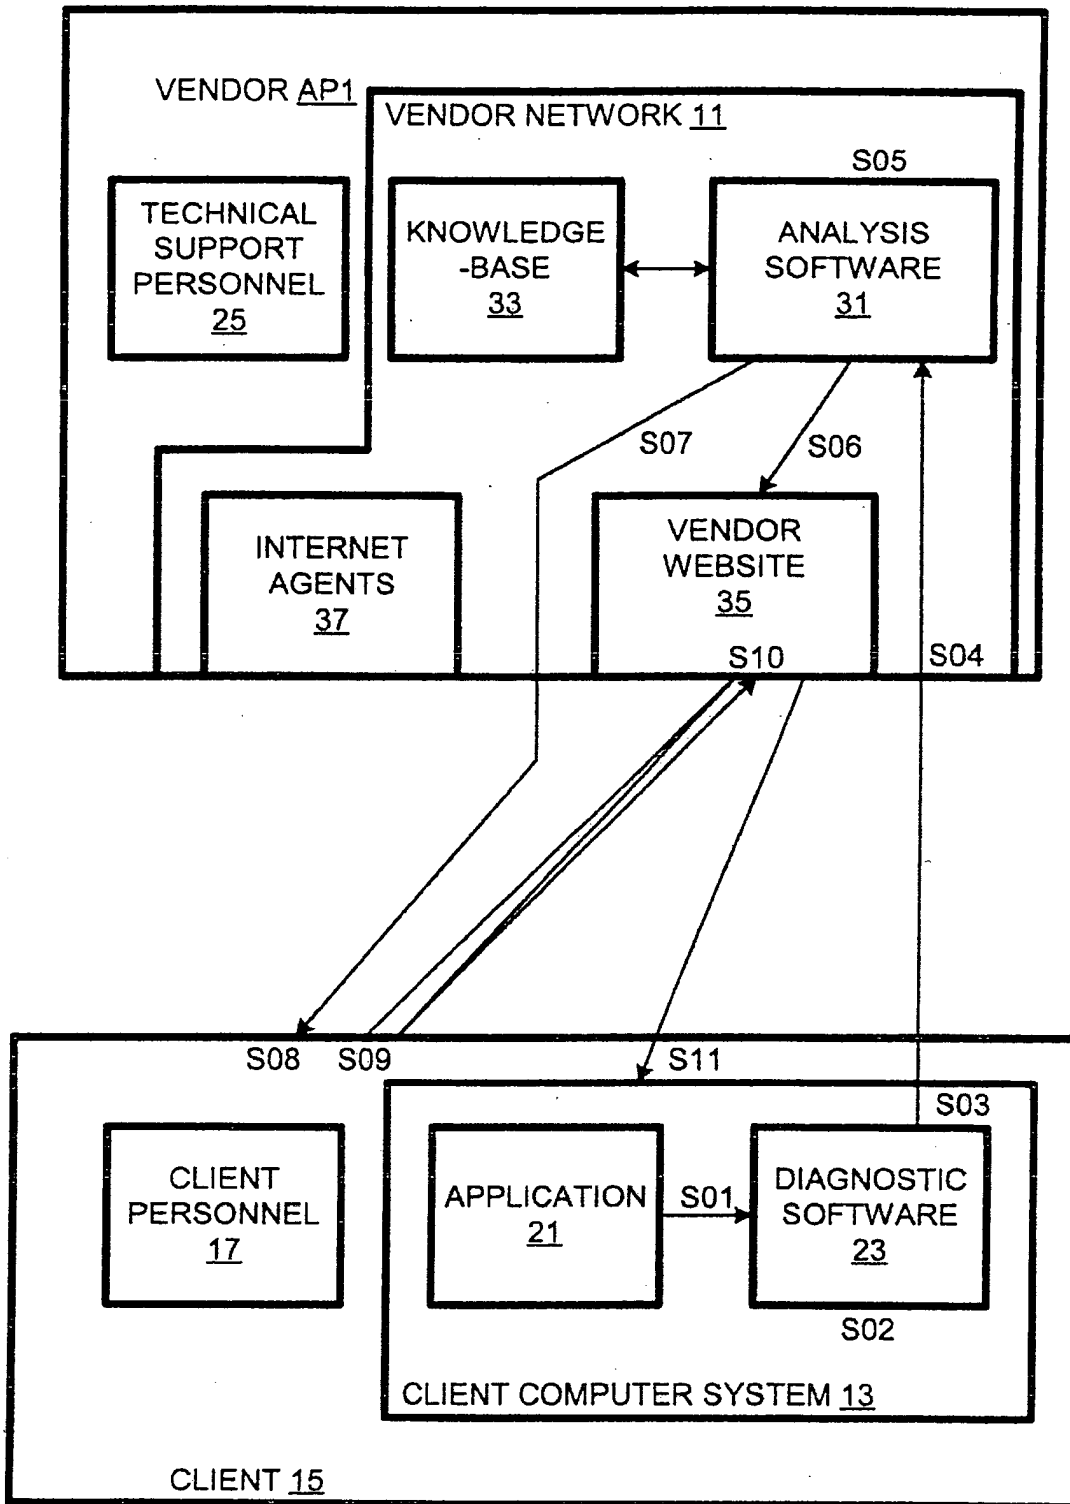 VENDOR AP1
VENDOR NETWORK 11
S05
TECHNICAL
SUPPORT
PERSONNEL
25
KNOWLEDGE
-BASE
33
ANALYSIS
SOFTWARE
31
S07
S06
INTERNET
AGENTS
37
VENDOR
WEBSITE
35
S10
S04
S08
S09
S11
S03
CLIENT
PERSONNEL
17
APPLICATION
21
S01
DIAGNOSTIC
SOFTWARE
23
S02
CLIENT COMPUTER SYSTEM 13
CLIENT 15